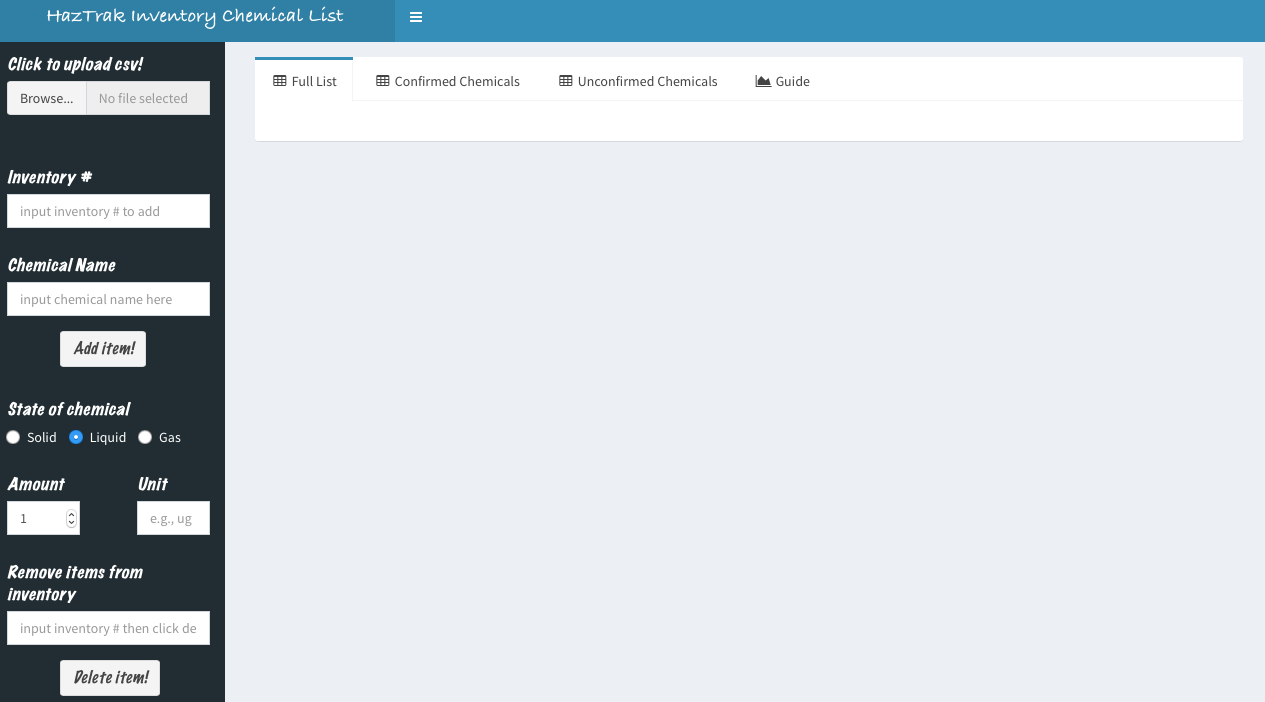 HazTrak Inventory Chemical List
Click to upload csv!
Browse... No file selected
Full List Confirmed Chemicals Unconfirmed Chemicals Guide
Inventory #
input inventory # to add
Chemical Name
input chemical name here
Add item!
State of chemical
Solid Liquid Gas
Amount Unit
1 e.g., ug
Remove items from
inventory
input inventory # then click de
Delete item!